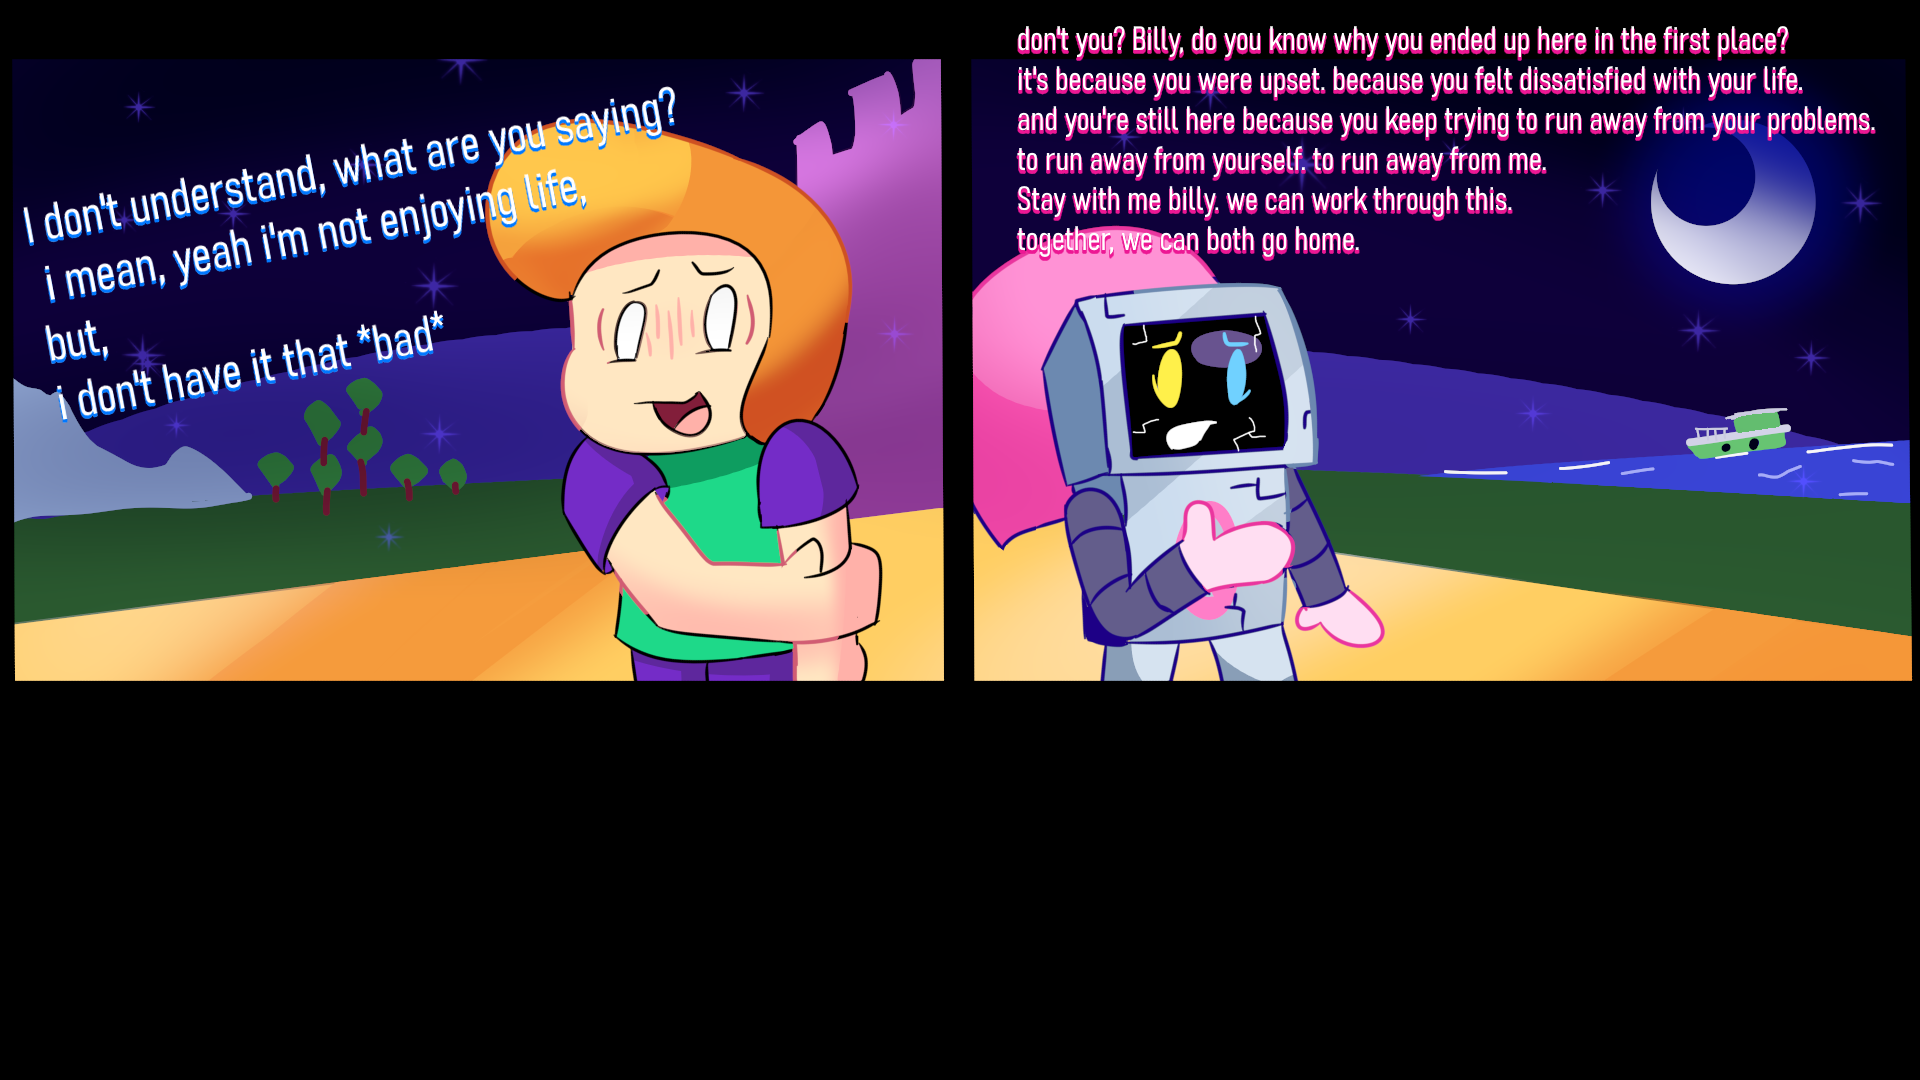 I don't understand, what are you saying?
i mean, yeah i'm not enjoying life,
but,
i don't have it that *bad*
don't you? Billy, do you know why you ended up here in the first place?
it's because you were upset. because you felt dissatisfied with your life.
and you're still here because you keep trying to run away from your problems.
to run away from yourself. to run away from me.
Stay with me billy. we can work through this.
together, we can both go home.